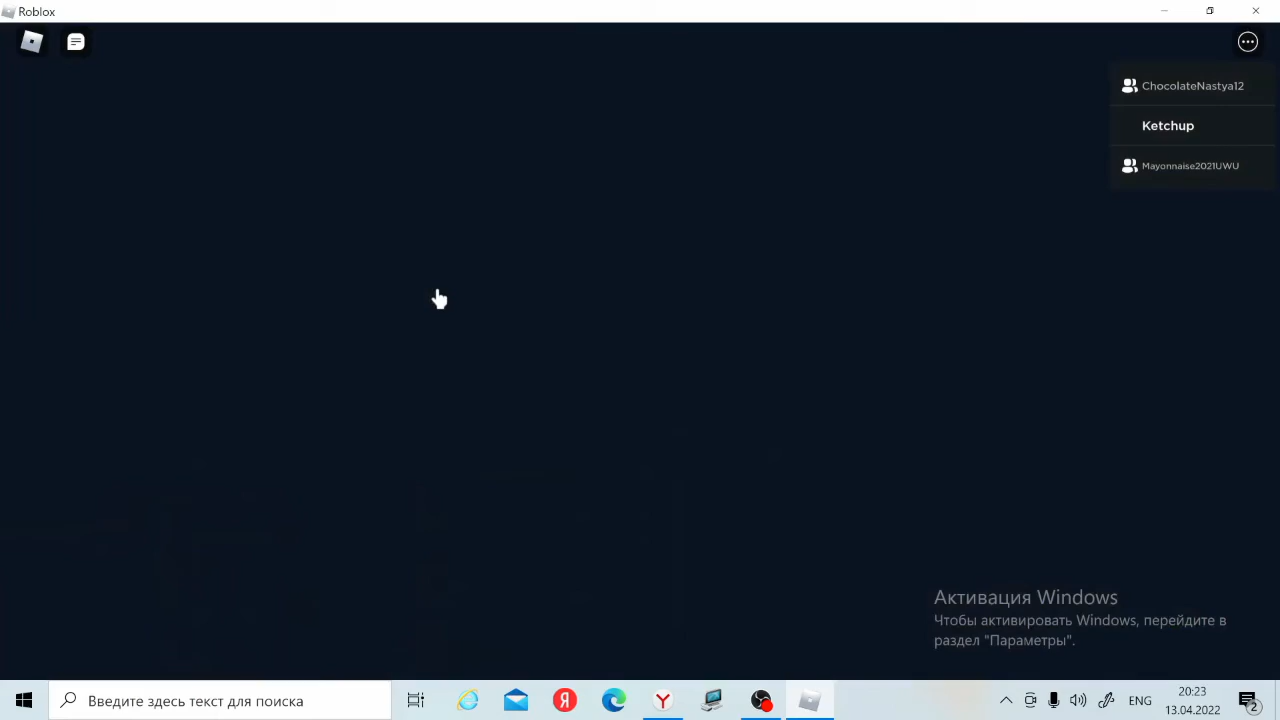 Roblox
ChocolateNastya12
Ketchup
Mayonnaise2021UWU
Активация Windows
Чтобы активировать Windows, перейдите в
раздел "Параметры".
Введите здесь текст для поиска
ENG
20:23
13.04.2022
2